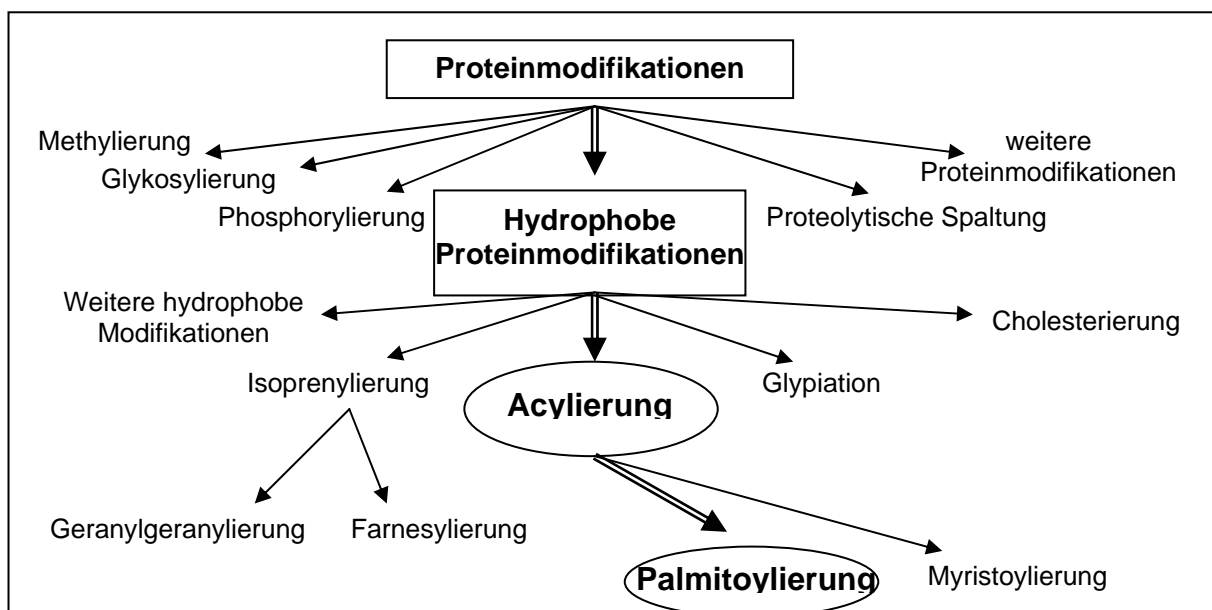 Proteinmodifikationen
Methylierung
weitere
Proteinmodifikationen
Glykosylierung
Phosphorylierung
Hydrophobe
Proteinmodifikationen
Proteolytische Spaltung
Weitere hydrophobe
Modifikationen
Cholesterierung
Isoprenylierung
Acylierung
Glypiation
Geranylgeranylierung
Farnesylierung
Palmitoylierung
Myristoylierung